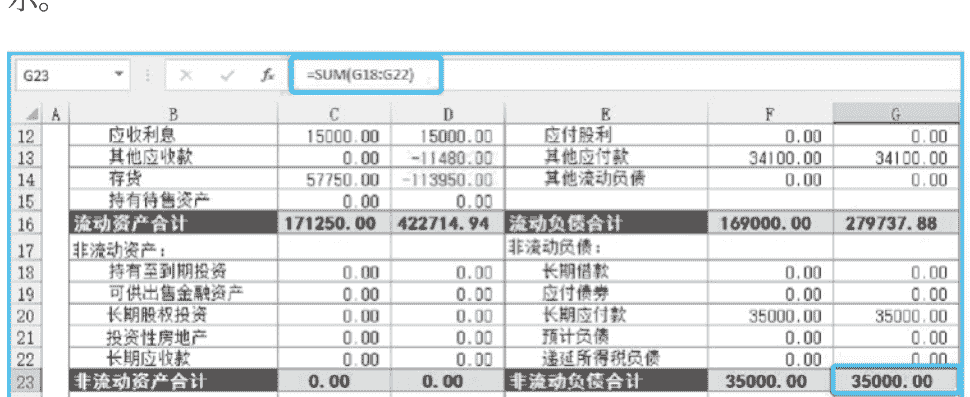 示。
G23 fx =SUM(G18:G22)
A B C D E F G
12 应收利息 15000.00 15000.00 应付股利 0.00 0.00
13 其他应收款 0.00 -11480.00 其他应付款 34100.00 34100.00
14 存货 57750.00 -113950.00 其他流动负债 0.00 0.00
15 持有待售资产 0.00 0.00
16 流动资产合计 171250.00 422714.94 流动负债合计 169000.00 279737.88
17 非流动资产: 非流动负债:
18 持有至到期投资 0.00 0.00 长期借款 0.00 0.00
19 可供出售金融资产 0.00 0.00 应付债券 0.00 0.00
20 长期股权投资 0.00 0.00 长期应付款 35000.00 35000.00
21 投资性房地产 0.00 0.00 预计负债 0.00 0.00
22 长期应收款 0.00 0.00 递延所得税负债 0.00 0.00
23 非流动资产合计 0.00 0.00 非流动负债合计 35000.00 35000.00